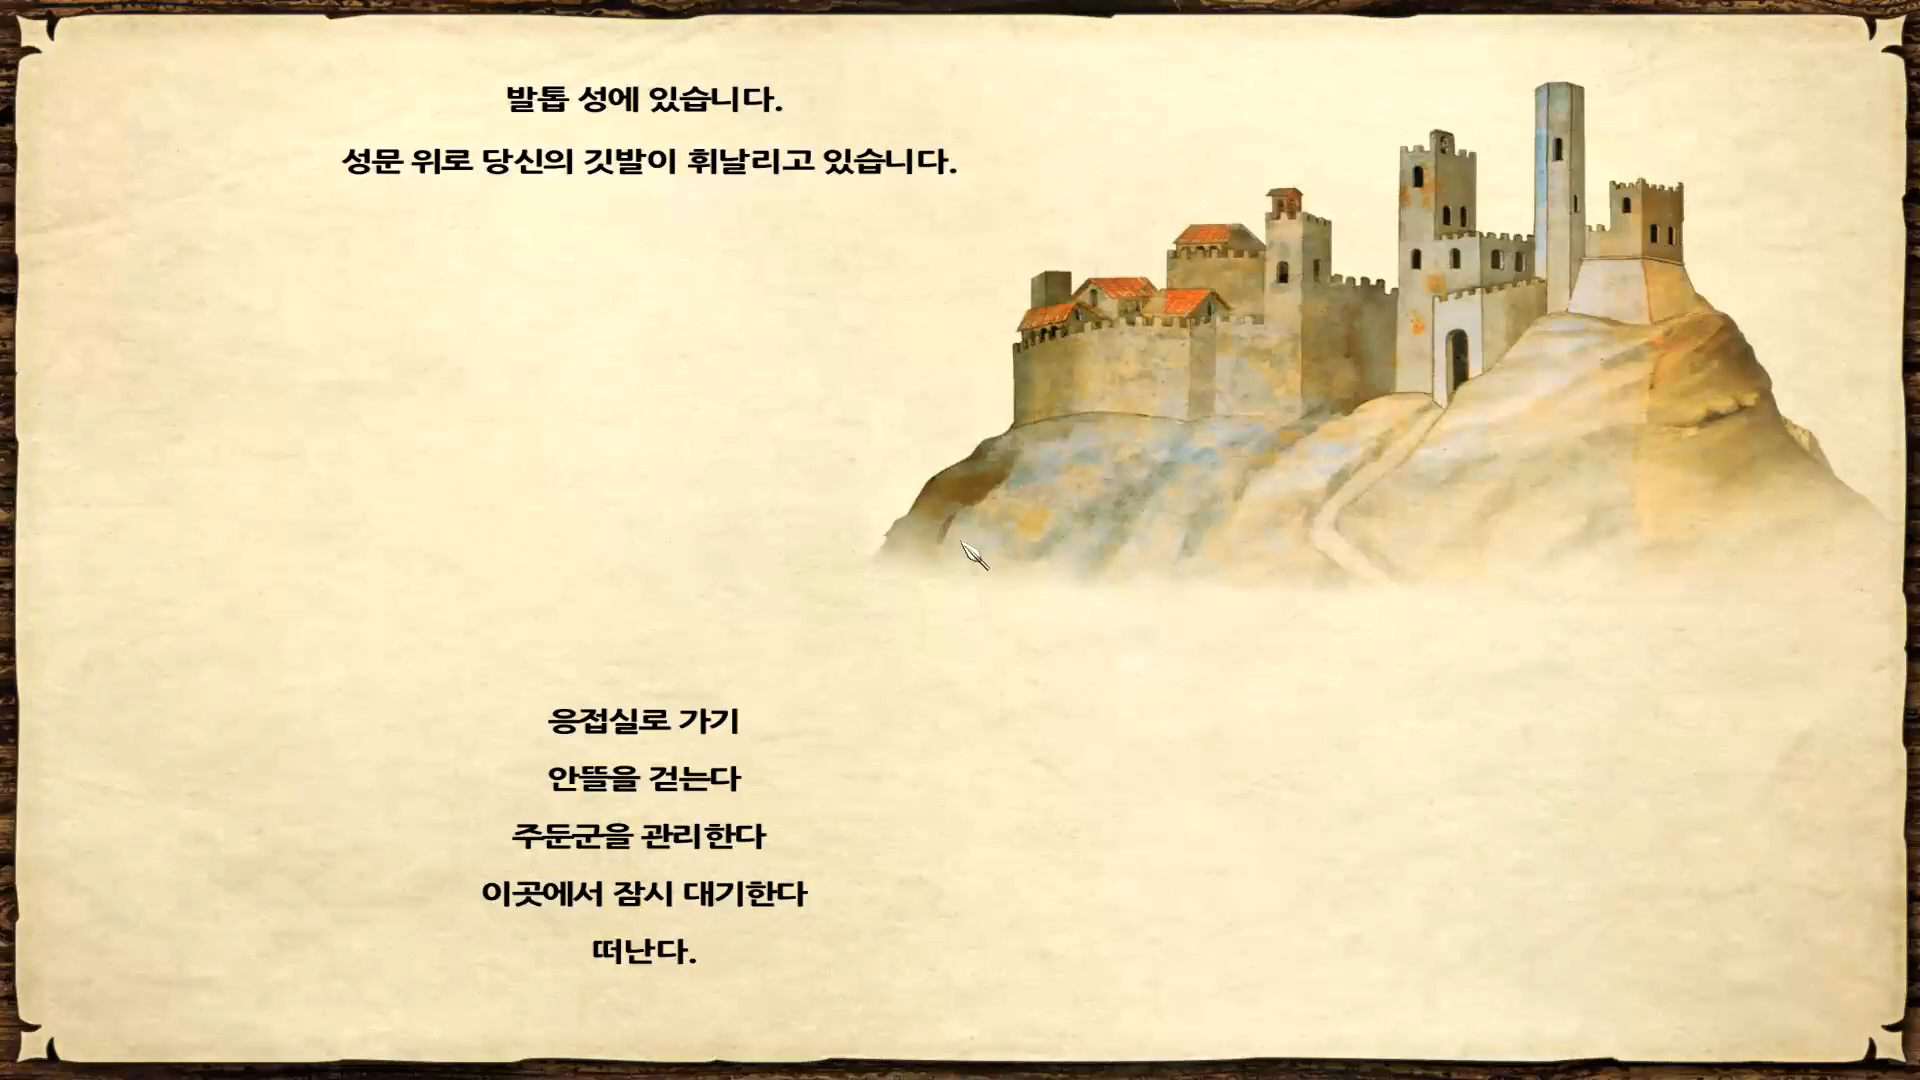 발톱 성에 있습니다.
성문 위로 당신의 깃발이 휘날리고 있습니다.
응접실로 가기
안뜰을 걷는다
주둔군을 관리한다
이곳에서 잠시 대기한다
떠난다.